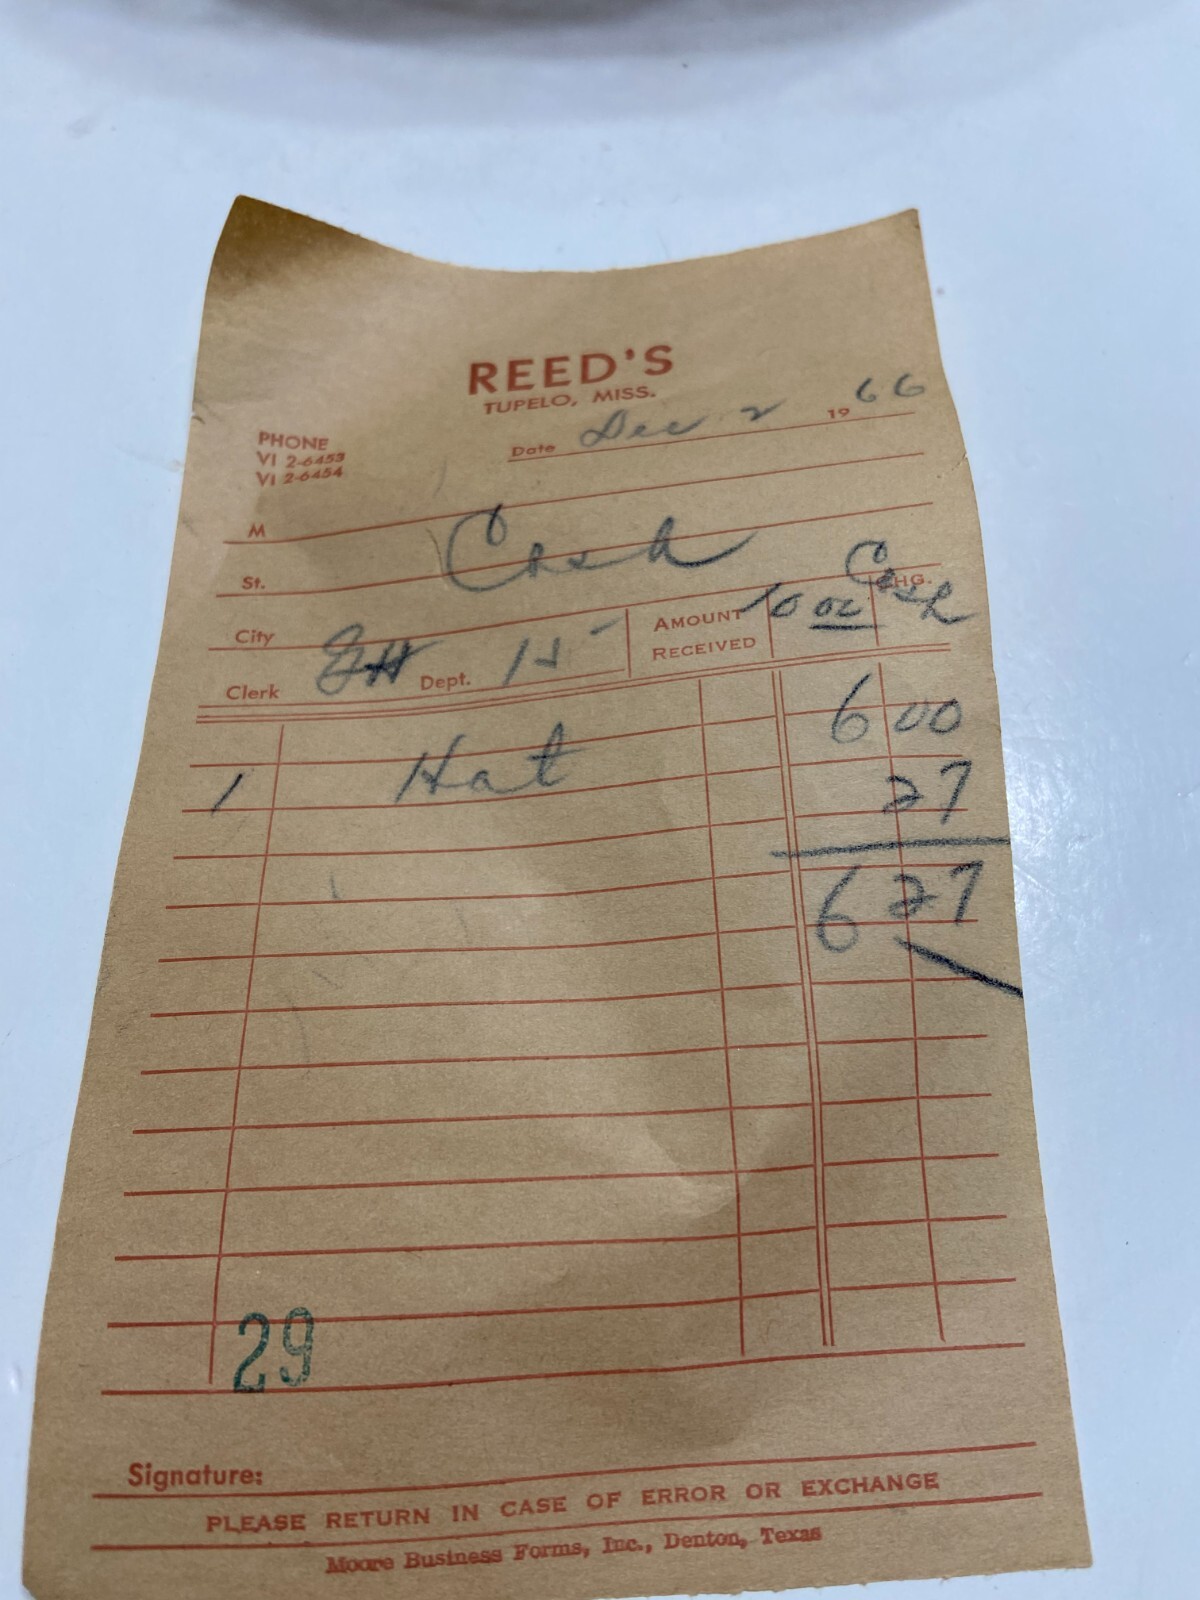 REED'S
TUPELO, MISS.
PHONE
VI 2-6453
VI 2-6454
Date Dec 2 1966
M
St. Cash
City
AMOUNT RECEIVED 10 00 CHG. Cash
Clerk Dept. 
Hat 6 00
1 27
6 27
29
Signature:
PLEASE RETURN IN CASE OF ERROR OR EXCHANGE
Moore Business Forms, Inc., Denton, Texas